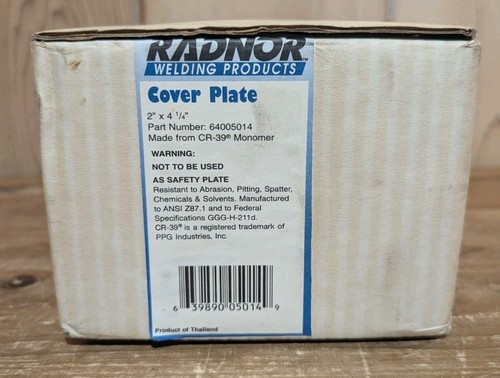 RADNOR™
WELDING PRODUCTS
Cover Plate
2" x 4 1/4"
Part Number: 64005014
Made from CR-39® Monomer
WARNING:
NOT TO BE USED
AS SAFETY PLATE
Resistant to Abrasion, Pitting, Spatter,
Chemicals & Solvents. Manufactured
to ANSI Z87.1 and to Federal
Specifications GGG-H-211d.
CR-39® is a registered trademark of
PPG Industries, Inc.
6 39890 05014 9
Product of Thailand